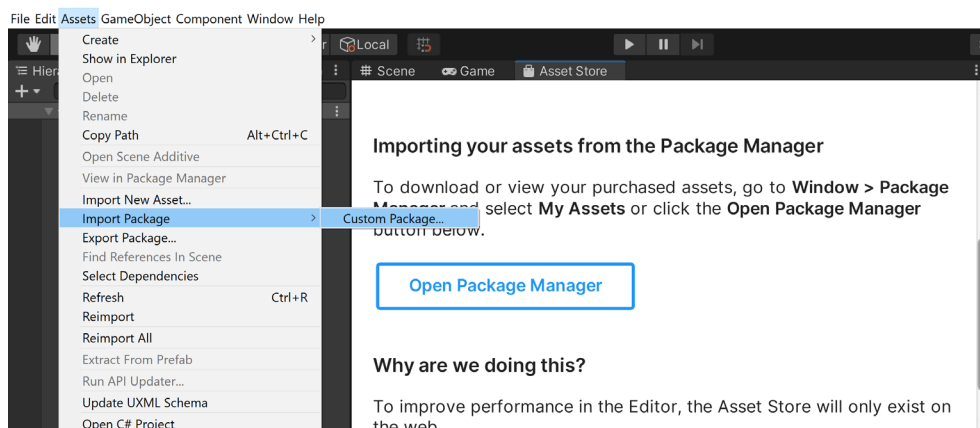 File Edit Assets GameObject Component Window Help
Local
Hier
# Scene Game Asset Store
Create
Show in Explorer
Open
Delete
Rename
Copy Path Alt+Ctrl+C
Open Scene Additive
View in Package Manager
Import New Asset...
Import Package
Custom Package...
Export Package...
Find References In Scene
Select Dependencies
Refresh Ctrl+R
Reimport
Reimport All
Extract From Prefab
Run API Updater...
Update UXML Schema
Open C# Project
Importing your assets from the Package Manager
To download or view your purchased assets, go to Window > Package
Manager and select My Assets or click the Open Package Manager
button below.
Open Package Manager
Why are we doing this?
To improve performance in the Editor, the Asset Store will only exist on
the web